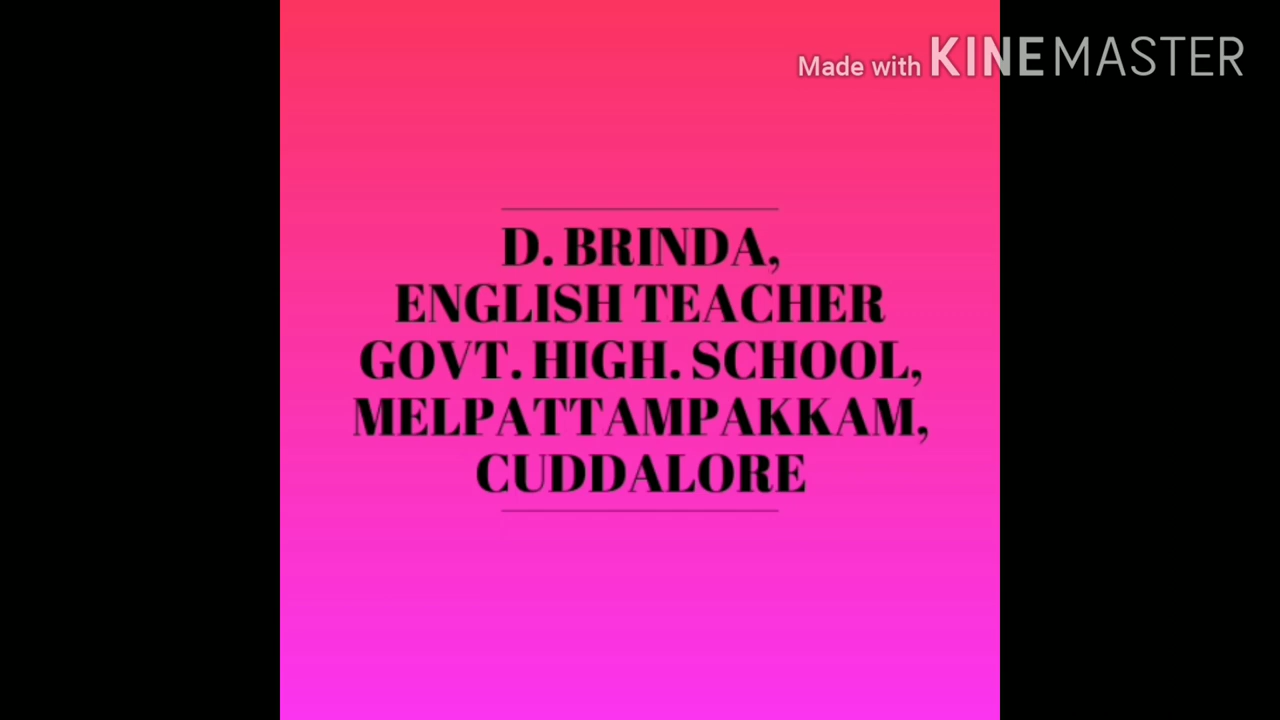 Made with KINEMASTER
D. BRINDA,
ENGLISH TEACHER
GOVT. HIGH. SCHOOL,
MELPATTAMPAKKAM,
CUDDALORE